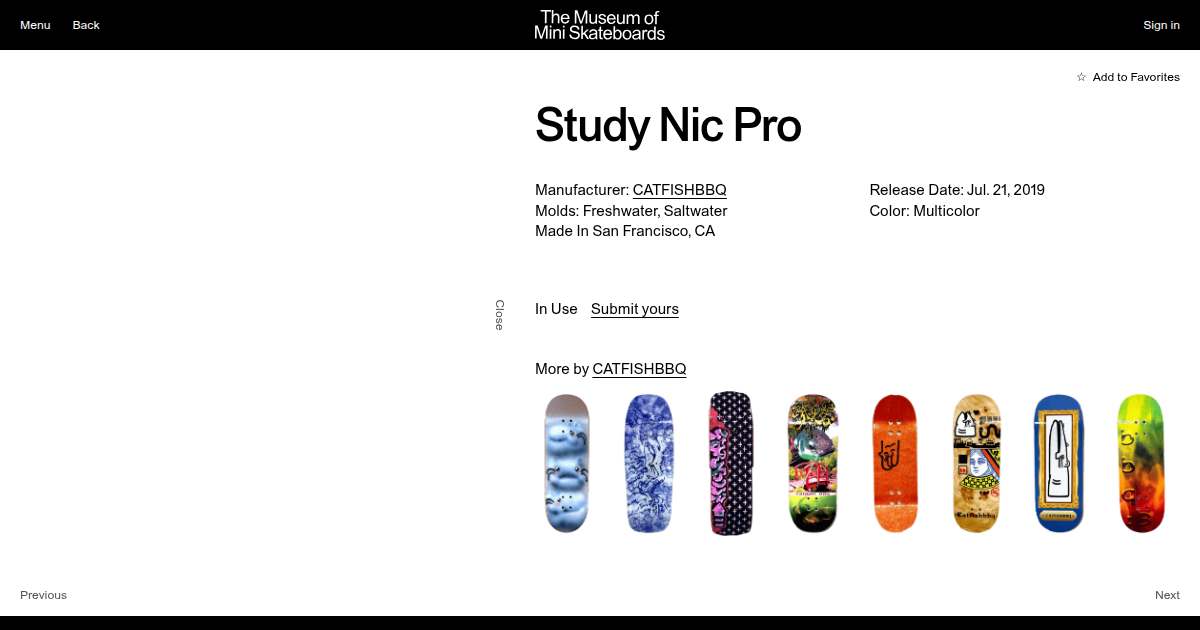 Menu
Back
The Museum of
Mini Skateboards
Sign in
☆ Add to Favorites
Study Nic Pro
Manufacturer: CATFISHBBQ
Molds: Freshwater, Saltwater
Made In San Francisco, CA
Release Date: Jul. 21, 2019
Color: Multicolor
Close
In Use
Submit yours
More by CATFISHBBQ
Previous
Next